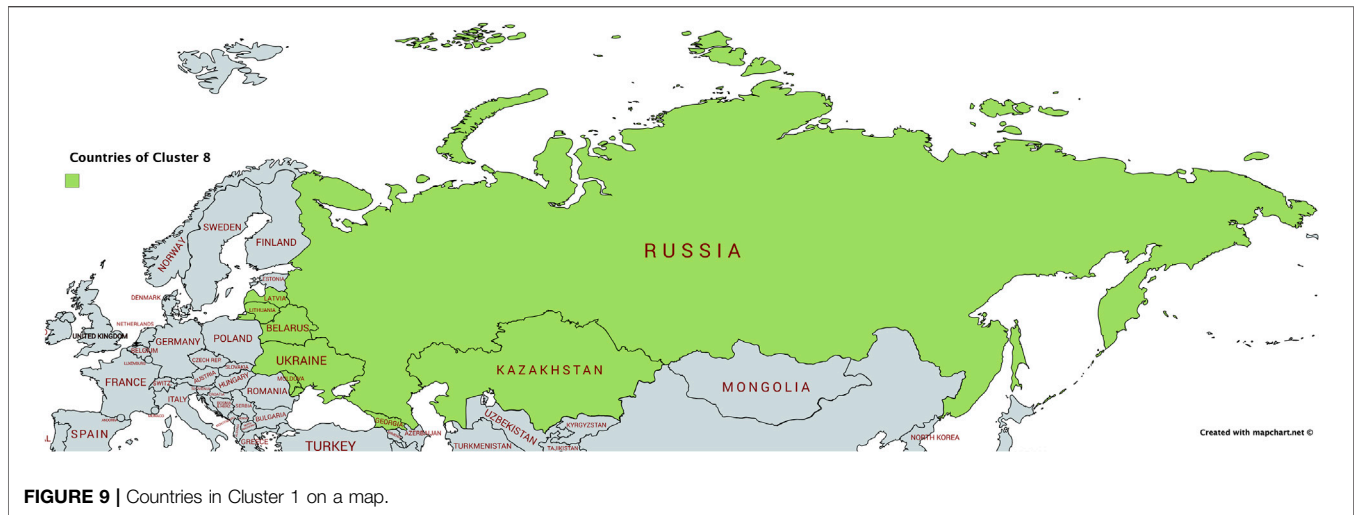 Countries of Cluster 8
NORWAY
SWEDEN
FINLAND
RUSSIA
ESTONIA
LATVIA
LITHUANIA
DENMARK
BELARUS
UNITED KINGDOM
NETHERLANDS
BELGIUM
LUXEMBOURG
GERMANY
POLAND
UKRAINE
CZECH REP.
SLOVAKIA
KAZAKHSTAN
MONGOLIA
FRANCE
SWITZ.
AUSTRIA
HUNGARY
MOLDOVA
ROMANIA
ITALY
SERBIA
BULGARIA
SPAIN
GREECE
TURKEY
GEORGIA
AZERBAIJAN
TURKMENISTAN
UZBEKISTAN
KYRGYZSTAN
TAJIKISTAN
NORTH KOREA
Created with mapchart.net ©
FIGURE 9 | Countries in Cluster 1 on a map.